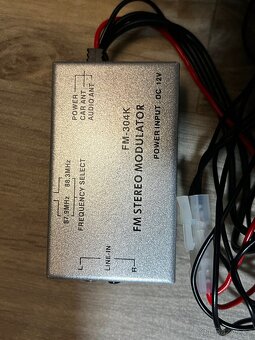 POWER
CAR ANT
AUDIO ANT
FM-304K
FM STEREO MODULATOR
POWER INPUT :DC 12V
87.9MHz 88.3MHz
FREQUENCY SELECT
L LINE-IN R